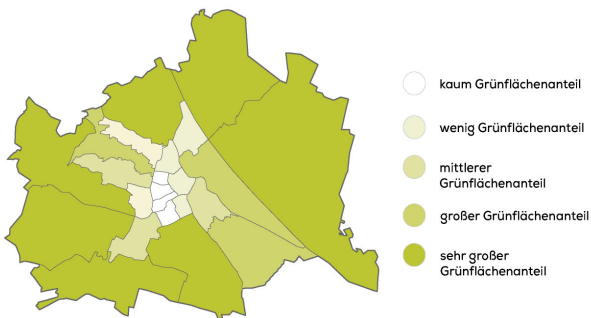 kaum Grünflächenanteil
wenig Grünflächenanteil
mittlerer
Grünflächenanteil
großer Grünflächenanteil
sehr großer
Grünflächenanteil